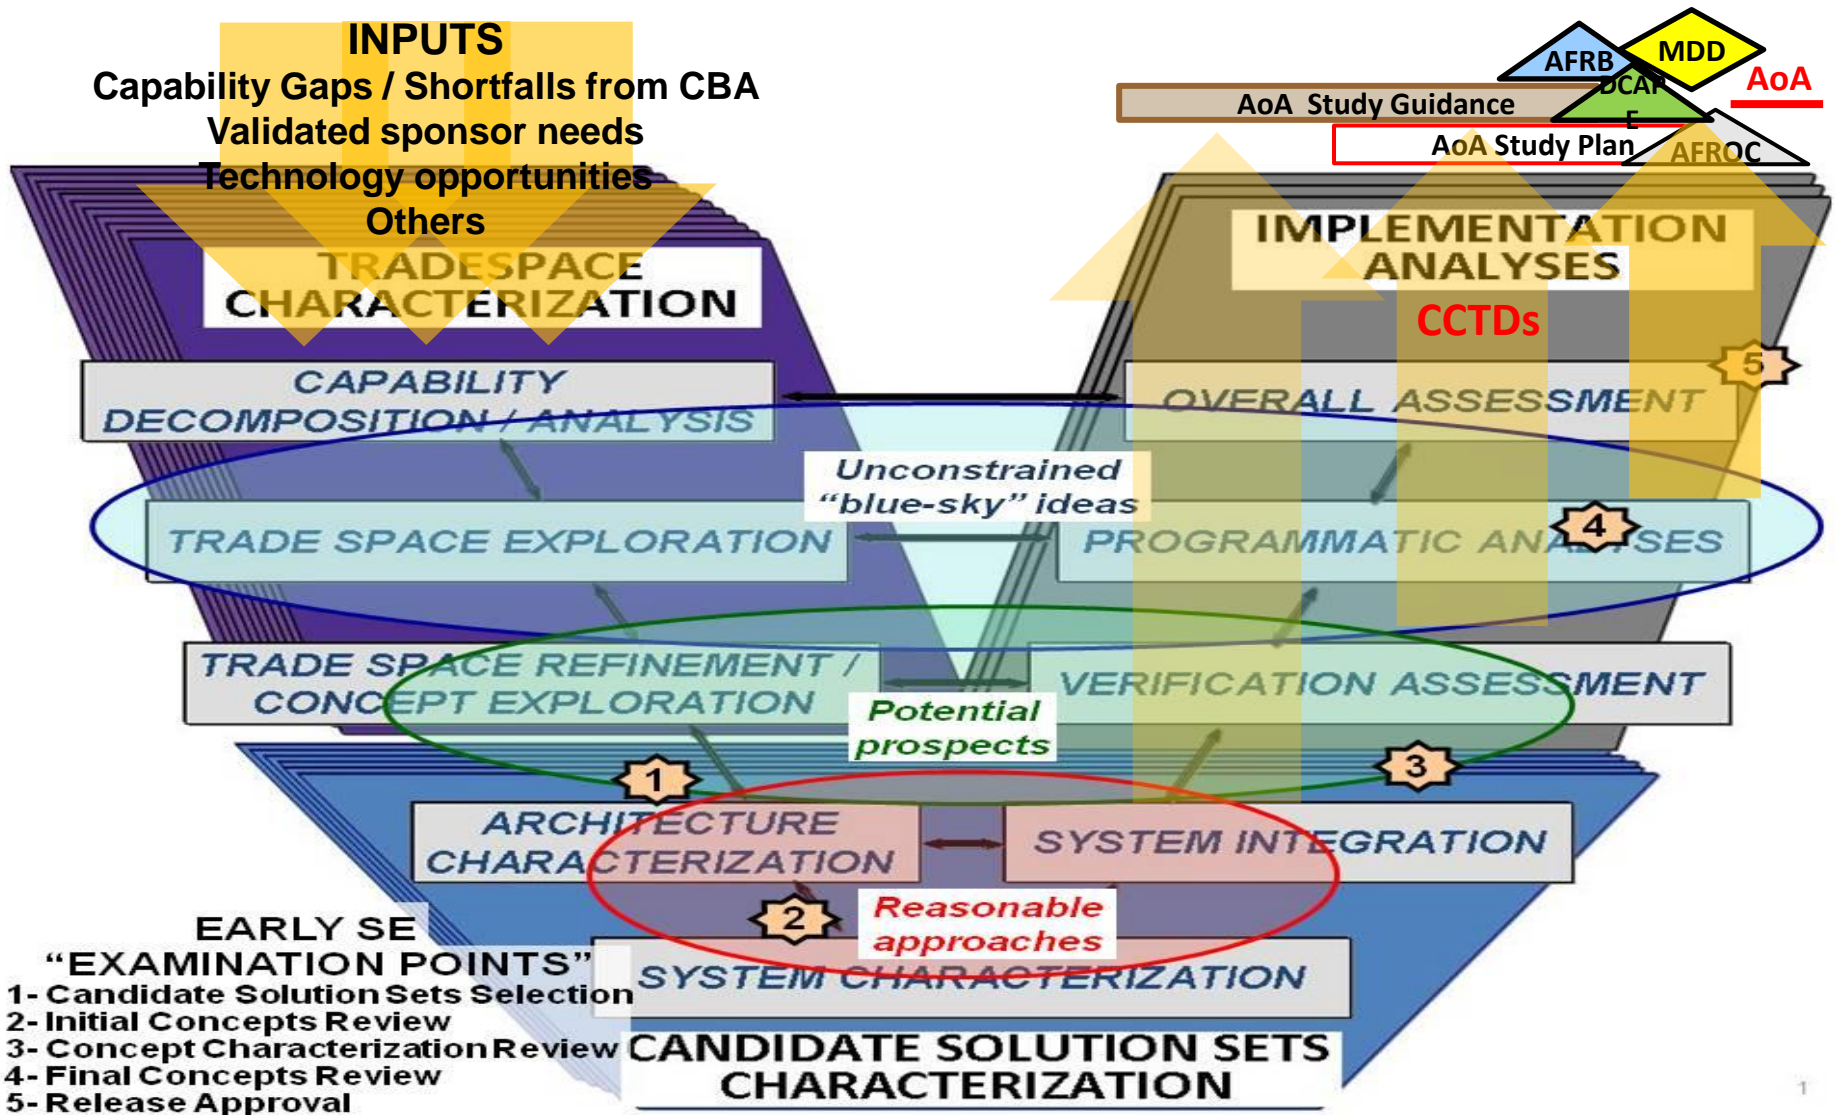 INPUTS
Capability Gaps / Shortfalls from CBA
Validated sponsor needs
Technology opportunities
Others
AFRB
MDD
DCAP
E
AoA
AoA Study Guidance
AoA Study Plan
AFROC
TRADESPACE
CHARACTERIZATION
IMPLEMENTATION
ANALYSES
CCTDs
CAPABILITY
DECOMPOSITION / ANALYSIS
OVERALL ASSESSMENT
5
Unconstrained
“blue-sky” ideas
TRADE SPACE EXPLORATION
PROGRAMMATIC ANALYSES
4
TRADE SPACE REFINEMENT /
CONCEPT EXPLORATION
VERIFICATION ASSESSMENT
Potential
prospects
1
3
ARCHITECTURE
CHARACTERIZATION
SYSTEM INTEGRATION
2
Reasonable
approaches
SYSTEM CHARACTERIZATION
EARLY SE
“EXAMINATION POINTS”
1- Candidate Solution Sets Selection
2- Initial Concepts Review
3- Concept Characterization Review
4- Final Concepts Review
5- Release Approval
CANDIDATE SOLUTION SETS
CHARACTERIZATION
1